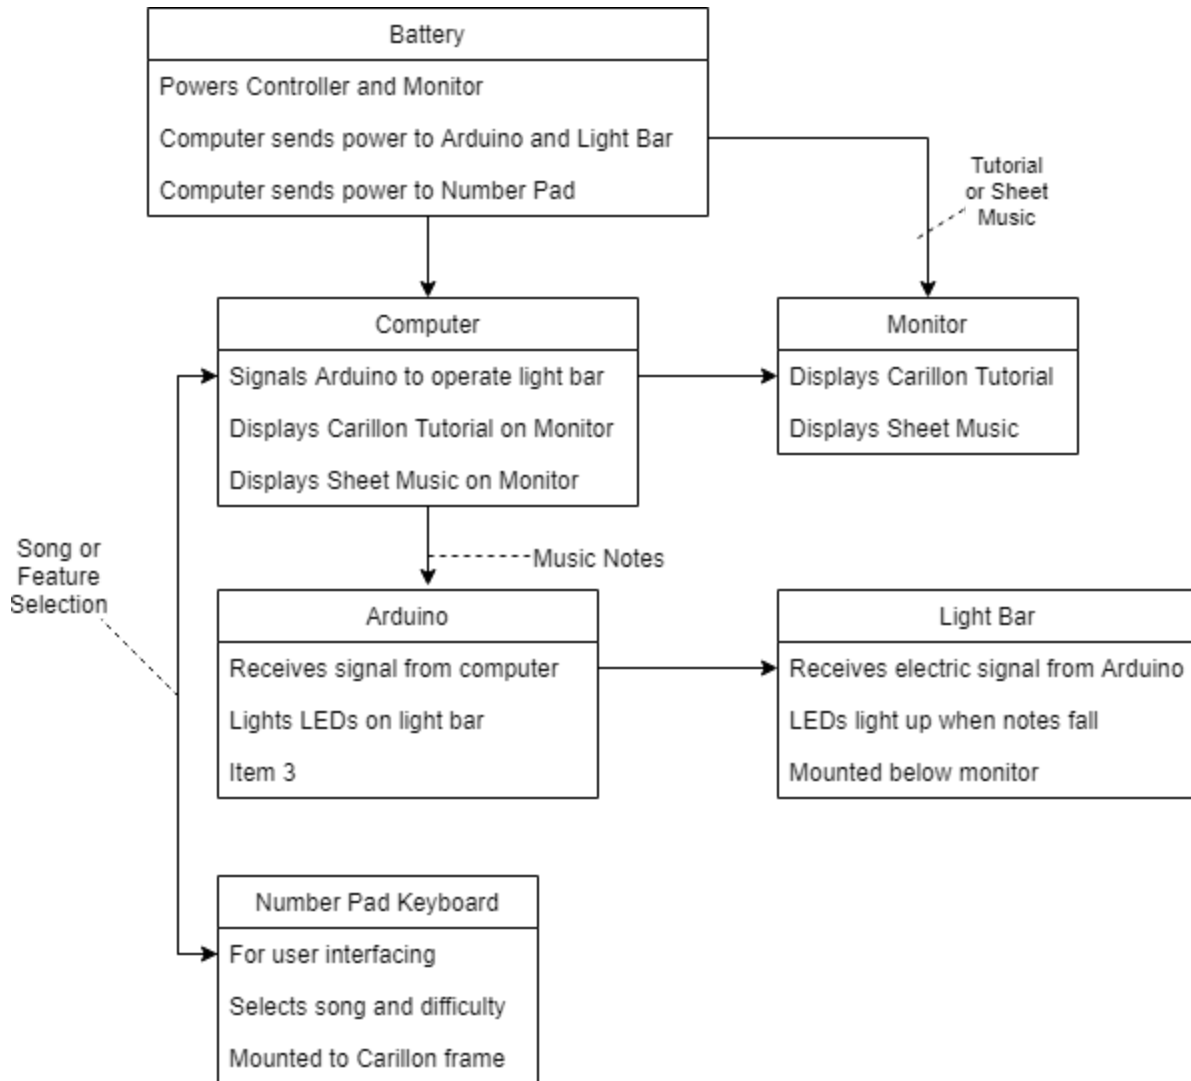 Battery
Powers Controller and Monitor
Computer sends power to Arduino and Light Bar
Computer sends power to Number Pad
Tutorial
or Sheet
Music
Computer
Signals Arduino to operate light bar
Displays Carillon Tutorial on Monitor
Displays Sheet Music on Monitor
Monitor
Displays Carillon Tutorial
Displays Sheet Music
Song or
Feature
Selection
Music Notes
Arduino
Receives signal from computer
Lights LEDs on light bar
Item 3
Light Bar
Receives electric signal from Arduino
LEDs light up when notes fall
Mounted below monitor
Number Pad Keyboard
For user interfacing
Selects song and difficulty
Mounted to Carillon frame